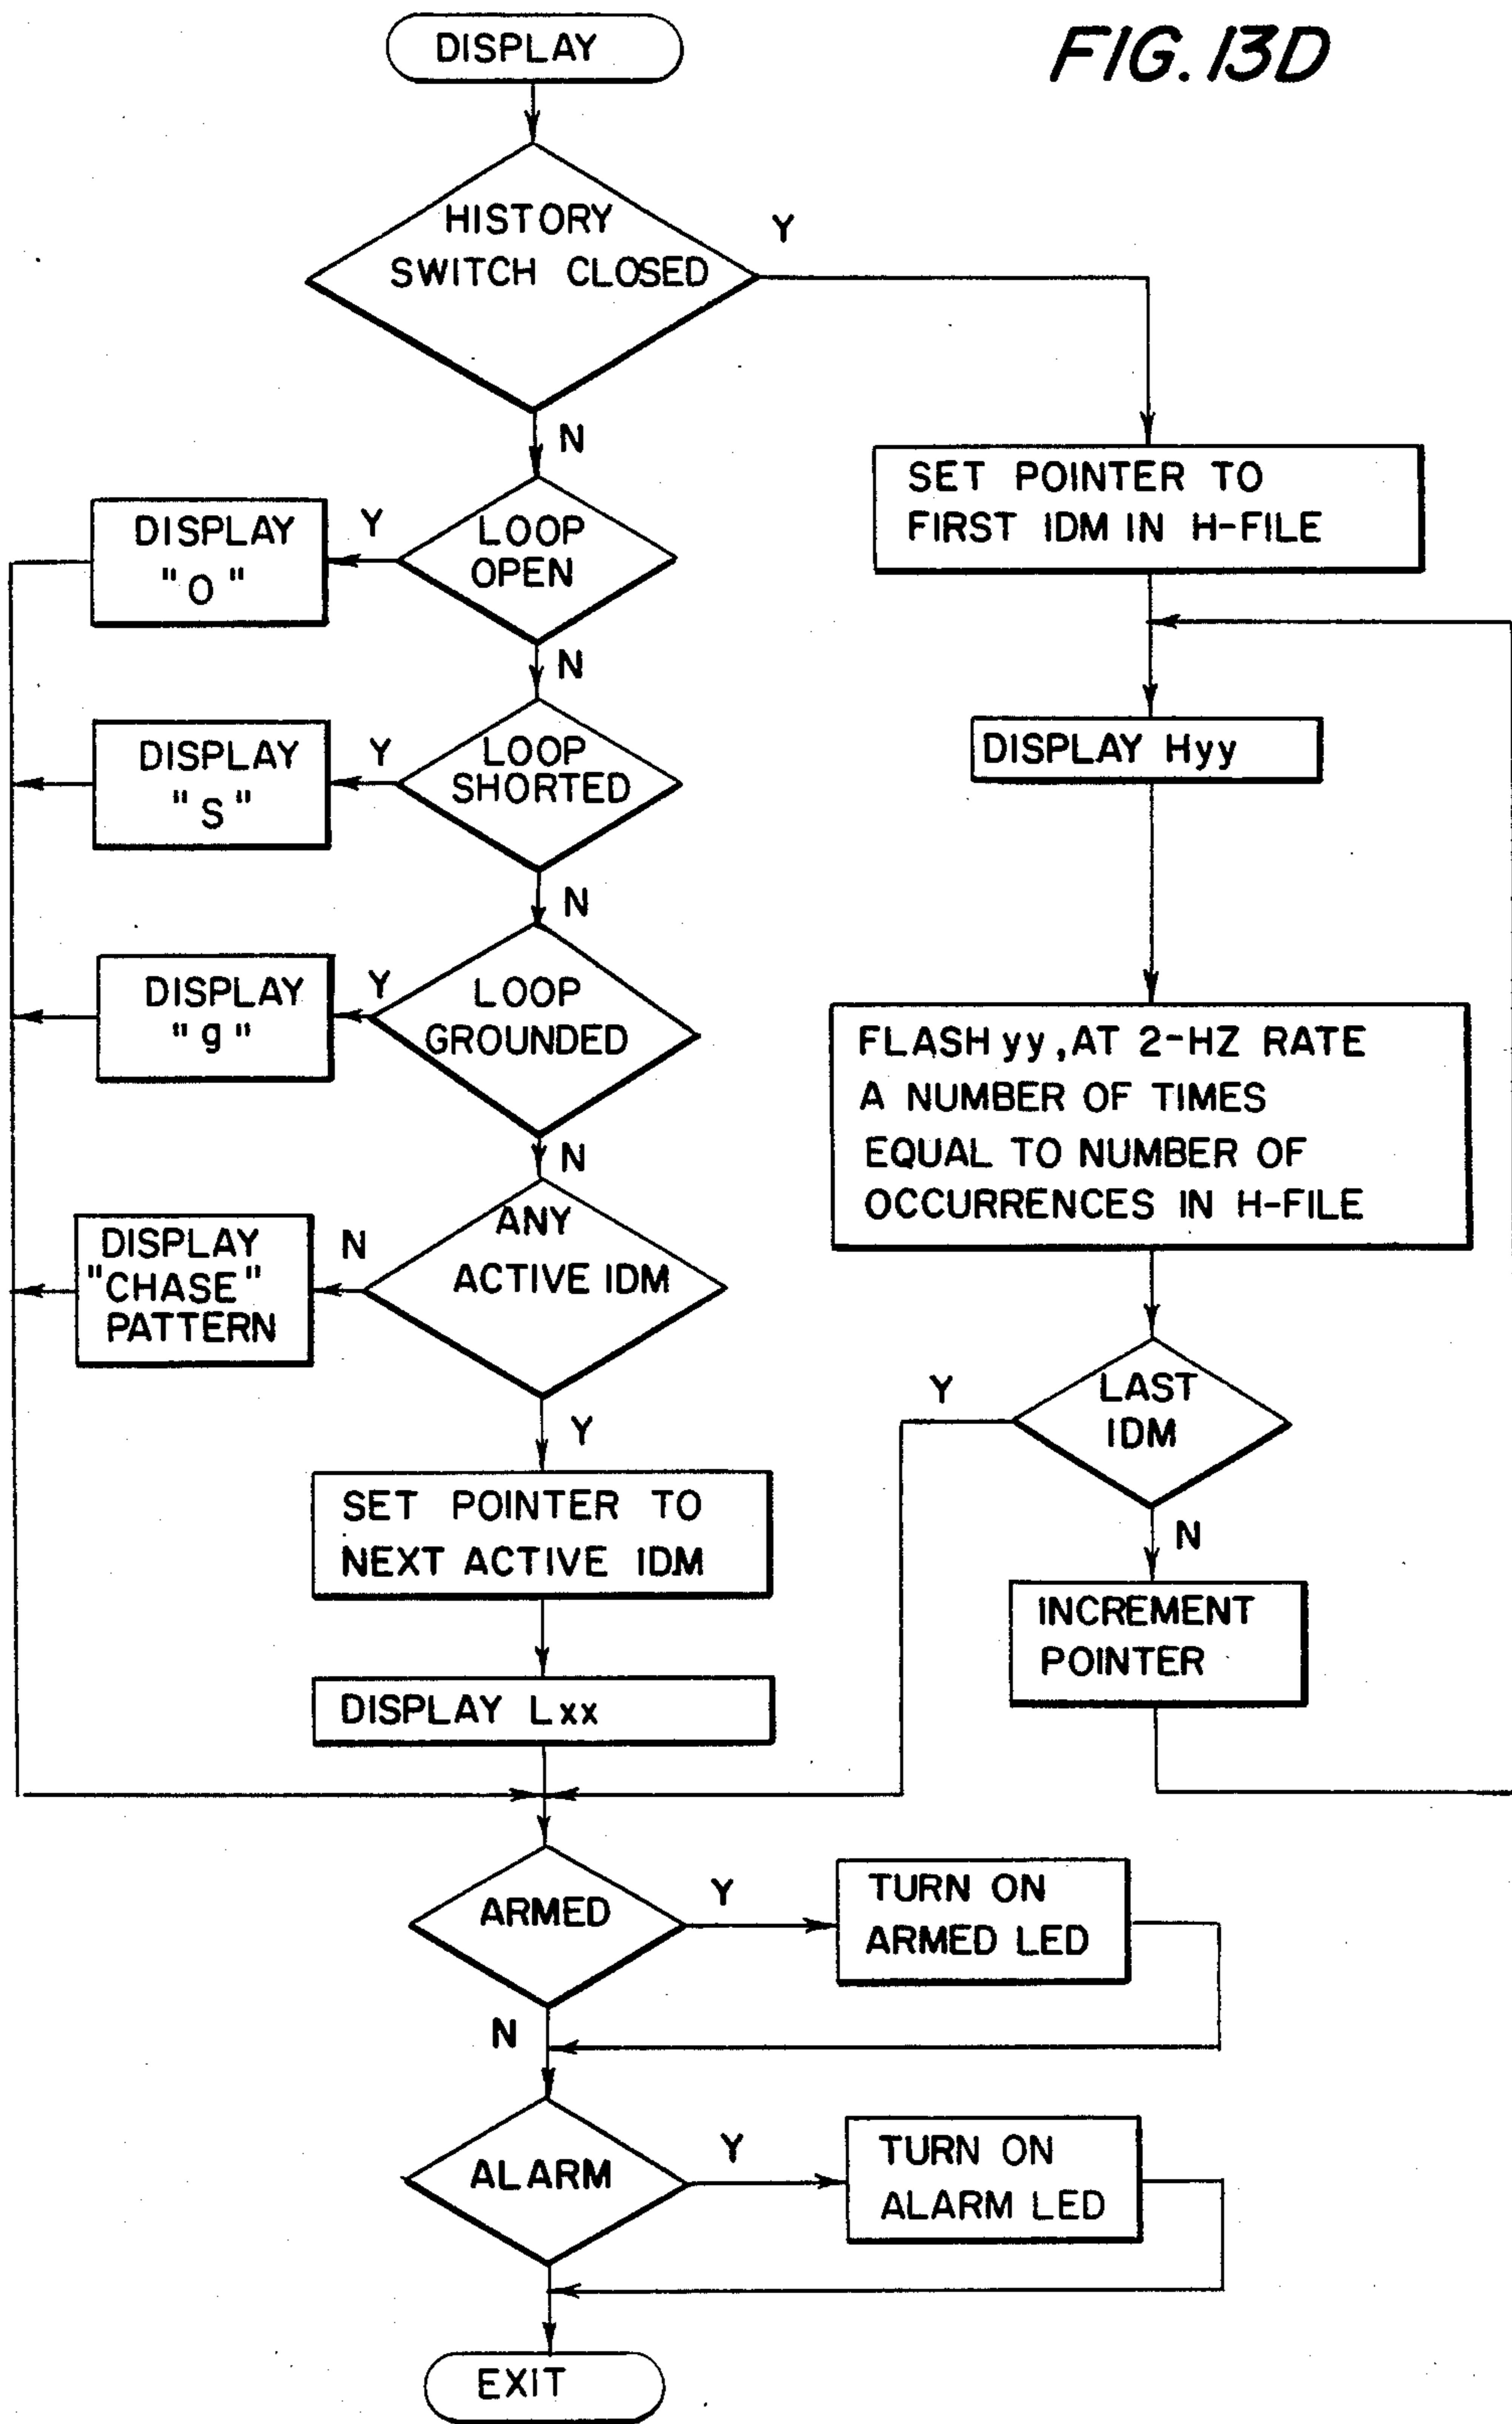 FIG. 13D
DISPLAY
HISTORY
SWITCH CLOSED
Y
N
SET POINTER TO
FIRST IDM IN H-FILE
LOOP
OPEN
Y
DISPLAY
"O"
N
LOOP
SHORTED
Y
DISPLAY
"S"
DISPLAY Hyy
N
LOOP
GROUNDED
Y
DISPLAY
"g"
FLASH yy, AT 2-HZ RATE
A NUMBER OF TIMES
EQUAL TO NUMBER OF
OCCURRENCES IN H-FILE
N
ANY
ACTIVE IDM
N
DISPLAY
"CHASE"
PATTERN
Y
LAST
IDM
Y
N
SET POINTER TO
NEXT ACTIVE IDM
INCREMENT
POINTER
DISPLAY Lxx
ARMED
Y
TURN ON
ARMED LED
N
ALARM
Y
TURN ON
ALARM LED
EXIT